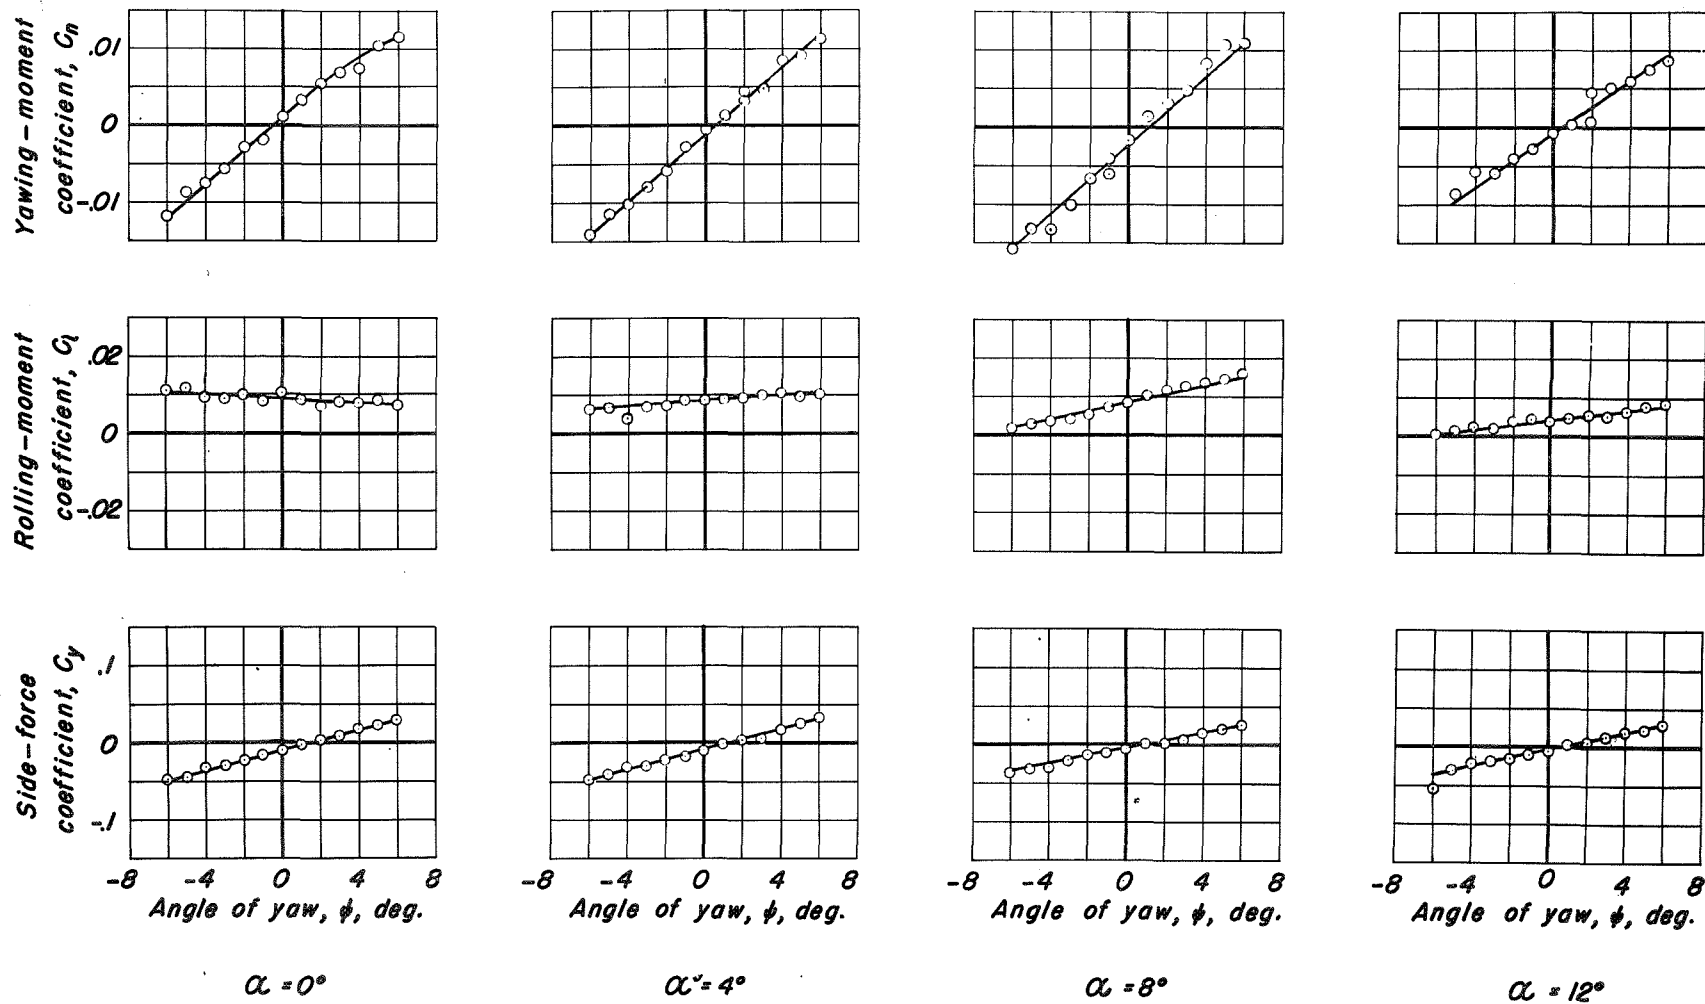 Yawing-moment
coefficient, Cn
.01
0
-.01
Rolling-moment
coefficient, Cl
.02
0
-.02
Side-force
coefficient, Cy
.1
0
-.1
-8 -4 0 4 8
Angle of yaw, ψ, deg.
α = 0°
-8 -4 0 4 8
Angle of yaw, ψ, deg.
α = 4°
-8 -4 0 4 8
Angle of yaw, ψ, deg.
α = 8°
-8 -4 0 4 8
Angle of yaw, ψ, deg.
α = 12°